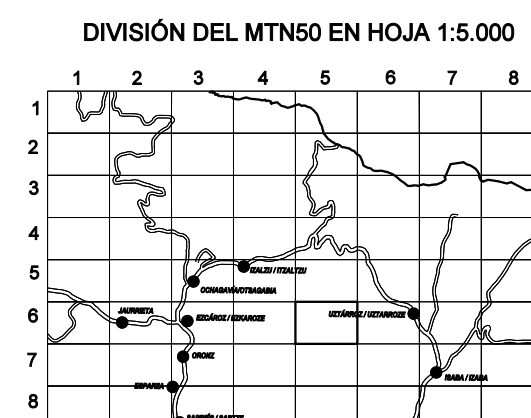 DIVISIÓN DEL MTN50 EN HOJA 1:5.000
1 2 3 4 5 6 7 8
1
2
3
4
IZALZU / ITZALTZU
5
OCHAGAVÍA/OTSAGABIA
JAURRIETA
EZCÁROZ / EZKAROZE
UZTÁRROZ / UZTARROZE
6
ORONZ
7
ISABA / IZABA
ESPARZA
8